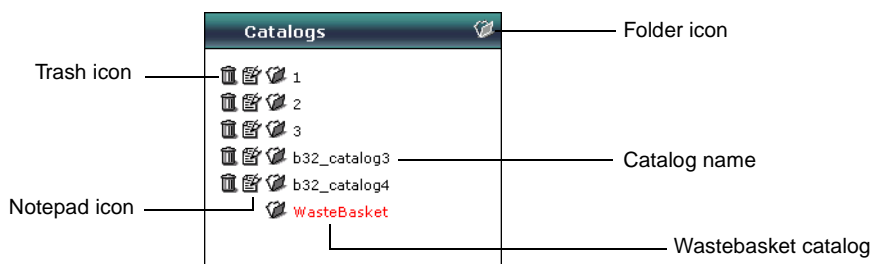 Catalogs
Folder icon
Trash icon
1
2
3
b32_catalog3
Catalog name
b32_catalog4
Notepad icon
WasteBasket
Wastebasket catalog